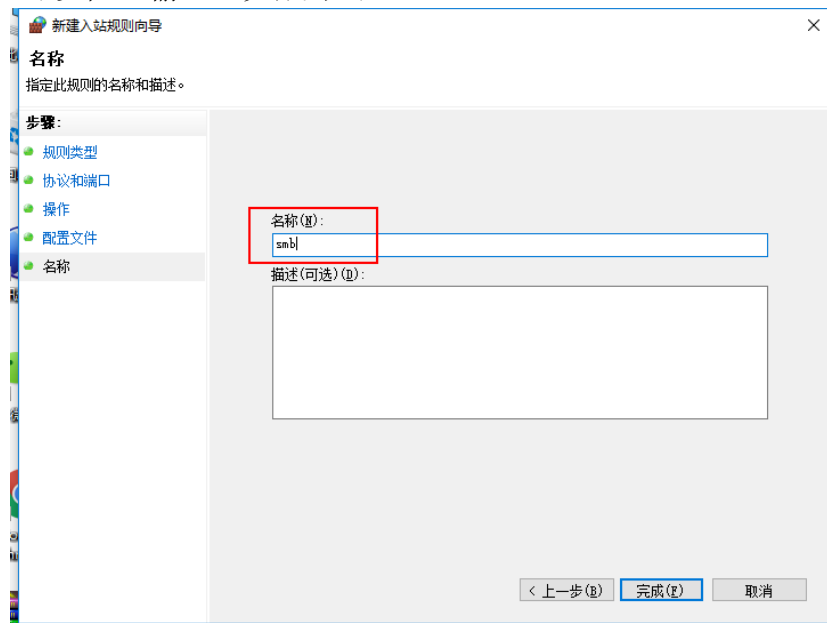 新建入站规则向导
名称
指定此规则的名称和描述。
步骤:
规则类型
协议和端口
操作
配置文件
名称
名称(N):
smb
描述(可选)(D):
< 上一步(B)
完成(F)
取消